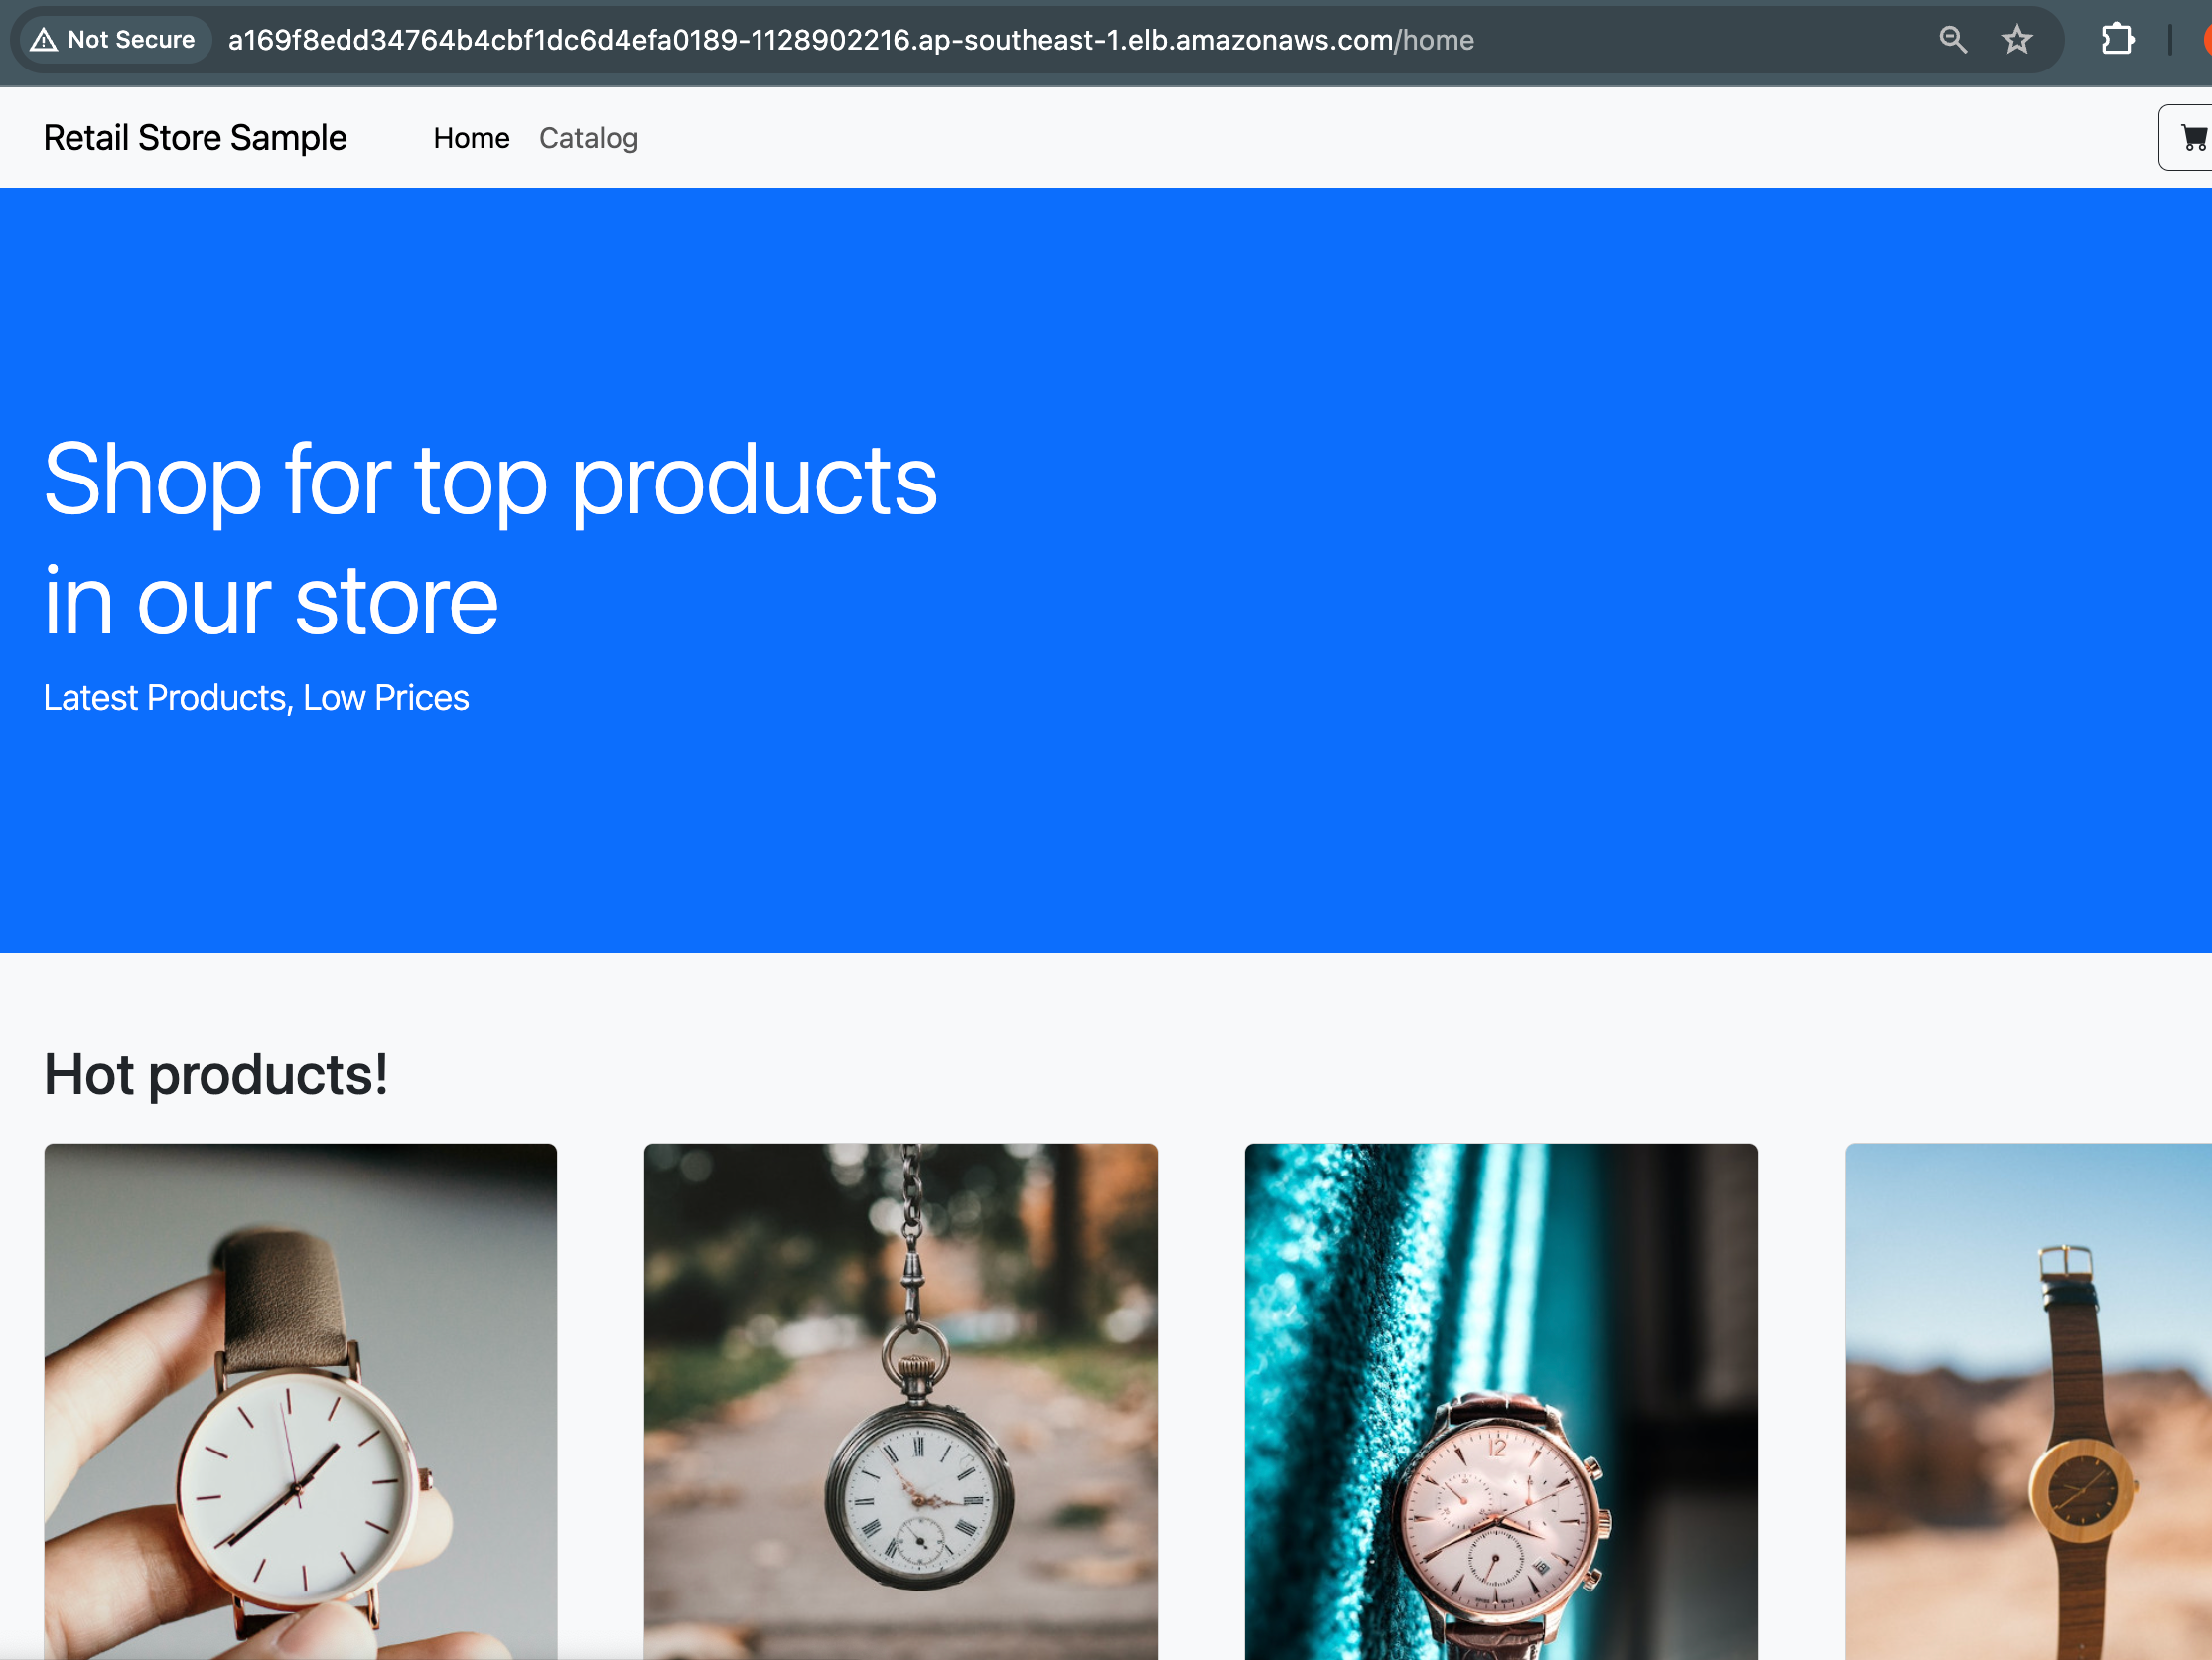 Not Secure a169f8edd34764b4cbf1dc6d4efa0189-1128902216.ap-southeast-1.elb.amazonaws.com/home
Retail Store Sample Home Catalog
Shop for top products
in our store
Latest Products, Low Prices
Hot products!
12